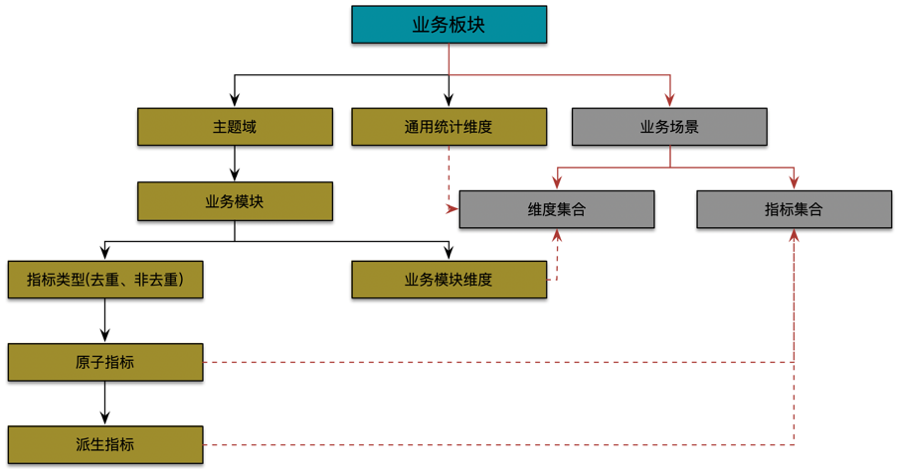 业务板块
主题域
通用统计维度
业务场景
业务模块
维度集合
指标集合
指标类型(去重、非去重)
业务模块维度
原子指标
派生指标